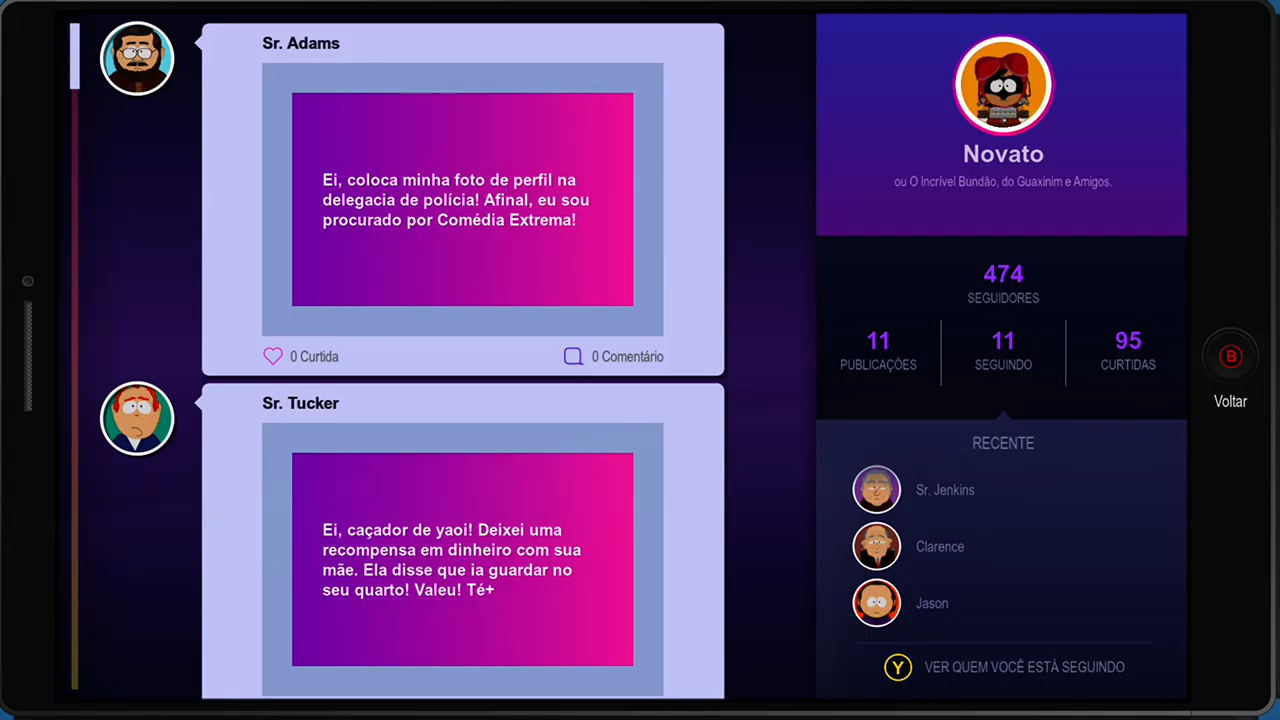 Sr. Adams
Ei, coloca minha foto de perfil na
delegacia de polícia! Afinal, eu sou
procurado por Comédia Extrema!
0 Curtida
0 Comentário
Sr. Tucker
Ei, caçador de yaoi! Deixei uma
recompensa em dinheiro com sua
mãe. Ela disse que ia guardar no
seu quarto! Valeu! Té+
Novato
ou O Incrível Bundão, do Guaxinim e Amigos.
474
SEGUIDORES
11
PUBLICAÇÕES
11
SEGUINDO
95
CURTIDAS
RECENTE
Sr. Jenkins
Clarence
Jason
Y VER QUEM VOCÊ ESTÁ SEGUINDO
B
Voltar